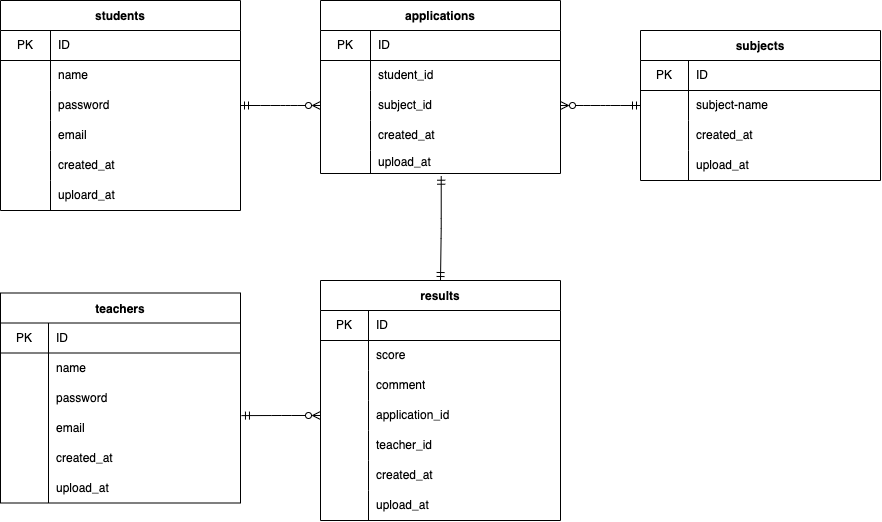 students
PK ID
name
password
email
created_at
uploard_at
applications
PK ID
student_id
subject_id
created_at
upload_at
subjects
PK ID
subject-name
created_at
upload_at
teachers
PK ID
name
password
email
created_at
upload_at
results
PK ID
score
comment
application_id
teacher_id
created_at
upload_at